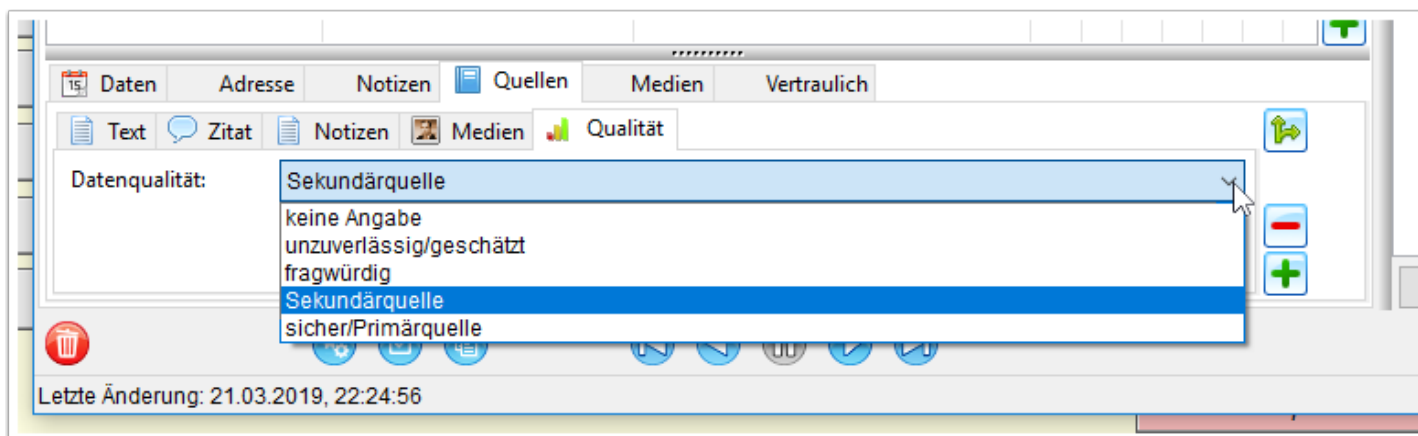 15 Daten Adresse Notizen Quellen Medien Vertraulich
Text Zitat Notizen Medien Qualität
Datenqualität: Sekundärquelle
keine Angabe
unzuverlässig/geschätzt
fragwürdig
Sekundärquelle
sicher/Primärquelle
Letzte Änderung: 21.03.2019, 22:24:56